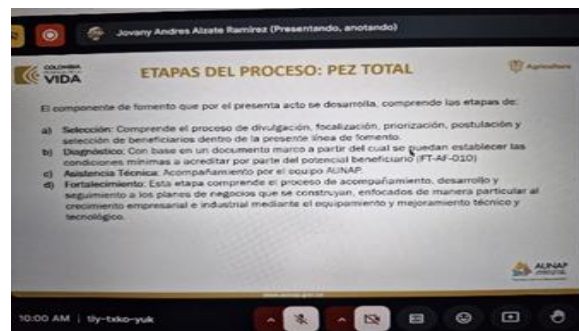 Jovany Andres Alzate Ramirez (Presentando, anotando)
COLOMBIA
VIDA
ETAPAS DEL PROCESO: PEZ TOTAL
Agricultura
El componente de fomento que por el presenta acto se desarrolla, comprende las etapas de:
a) Selección: Comprende el proceso de divulgación, focalización, priorización, postulación y
selección de beneficiarios dentro de la presente línea de fomento.
b) Diagnóstico: Con base en un documento marco a partir del cual se puedan establecer las
condiciones mínimas a acreditar por parte del potencial beneficiario (FT-AF-010)
c) Asistencia Técnica: Acompañamiento por el equipo AUNAP.
d) Fortalecimiento: Esta etapa comprende el proceso de acompañamiento, desarrollo y
seguimiento a los planes de negocios que se construyan, enfocados de manera particular al
crecimiento empresarial e industrial mediante el equipamiento y mejoramiento técnico y
tecnológico.
AUNAP
10:00 AM | tiy-txko-yuk